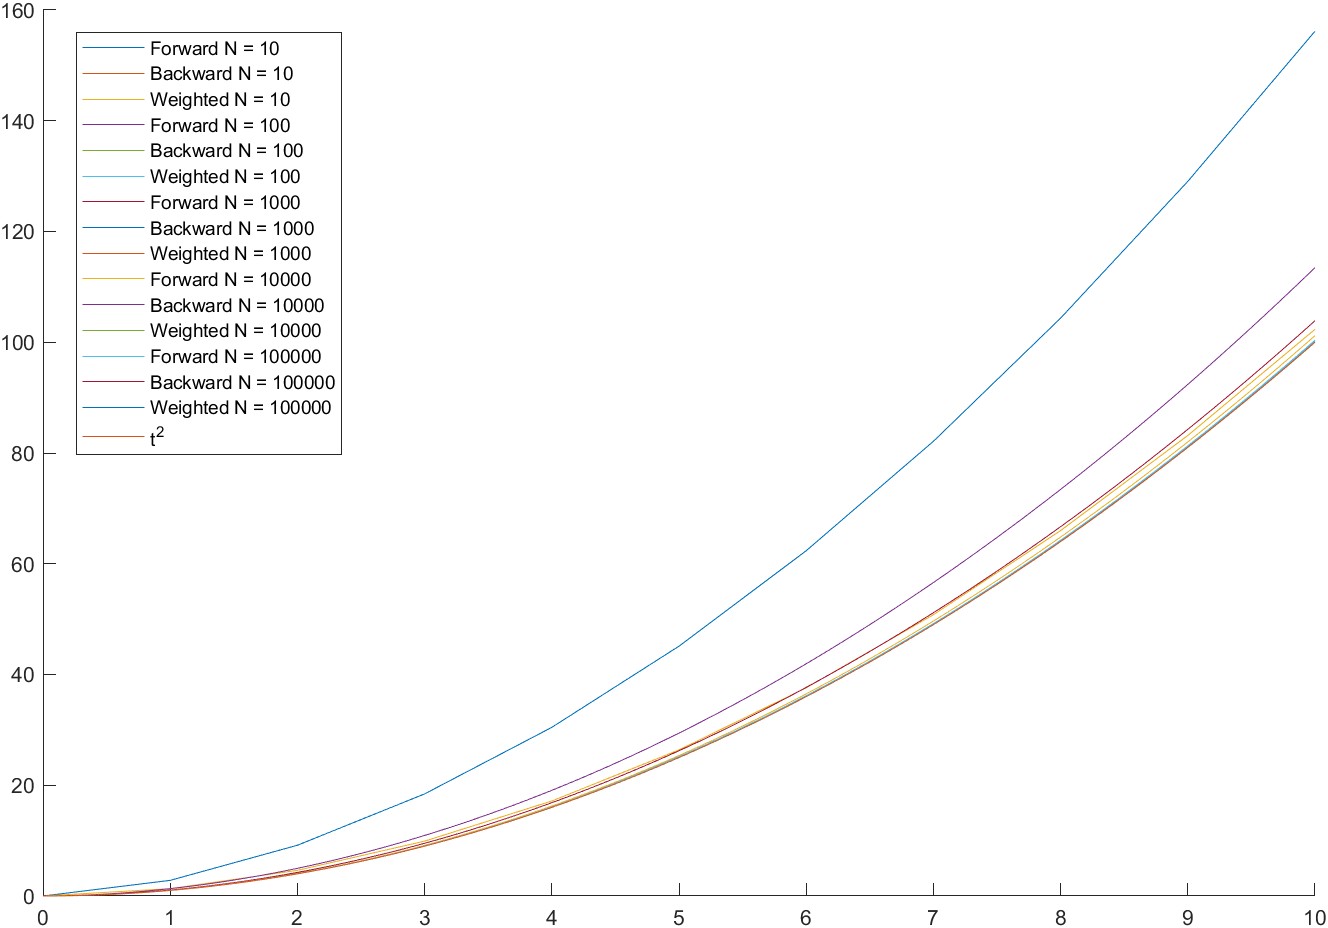 160
140
120
100
80
60
40
20
0
Forward N = 10
Backward N = 10
Weighted N = 10
Forward N = 100
Backward N = 100
Weighted N = 100
Forward N = 1000
Backward N = 1000
Weighted N = 1000
Forward N = 10000
Backward N = 10000
Weighted N = 10000
Forward N = 100000
Backward N = 100000
Weighted N = 100000
t²
0 1 2 3 4 5 6 7 8 9 10